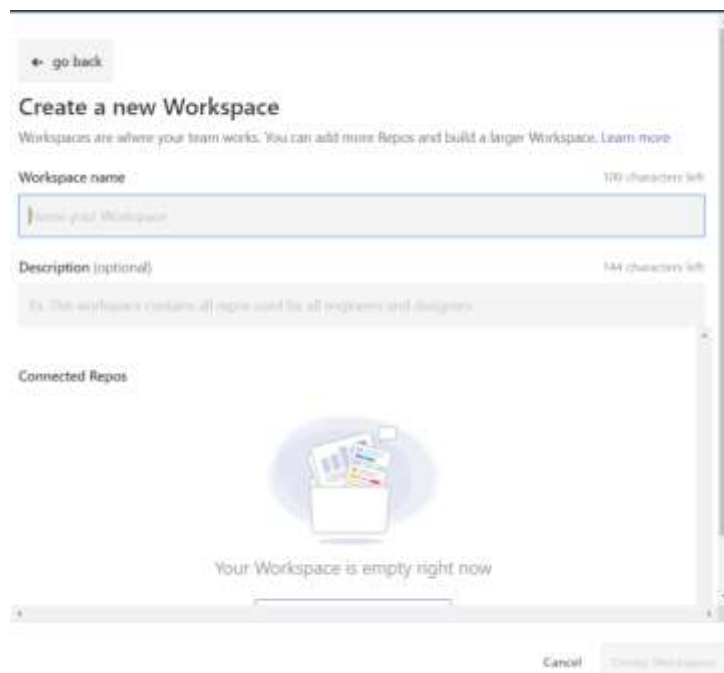 ← go back
Create a new Workspace
Workspaces are where your team works. You can add more Repos and build a larger Workspace. Learn more
Workspace name
100 characters left
Name your Workspace
Description (optional)
144 characters left
Ex. This workspace contains all repos used for all engineers and designers
Connected Repos
Your Workspace is empty right now
Cancel
Create Workspace